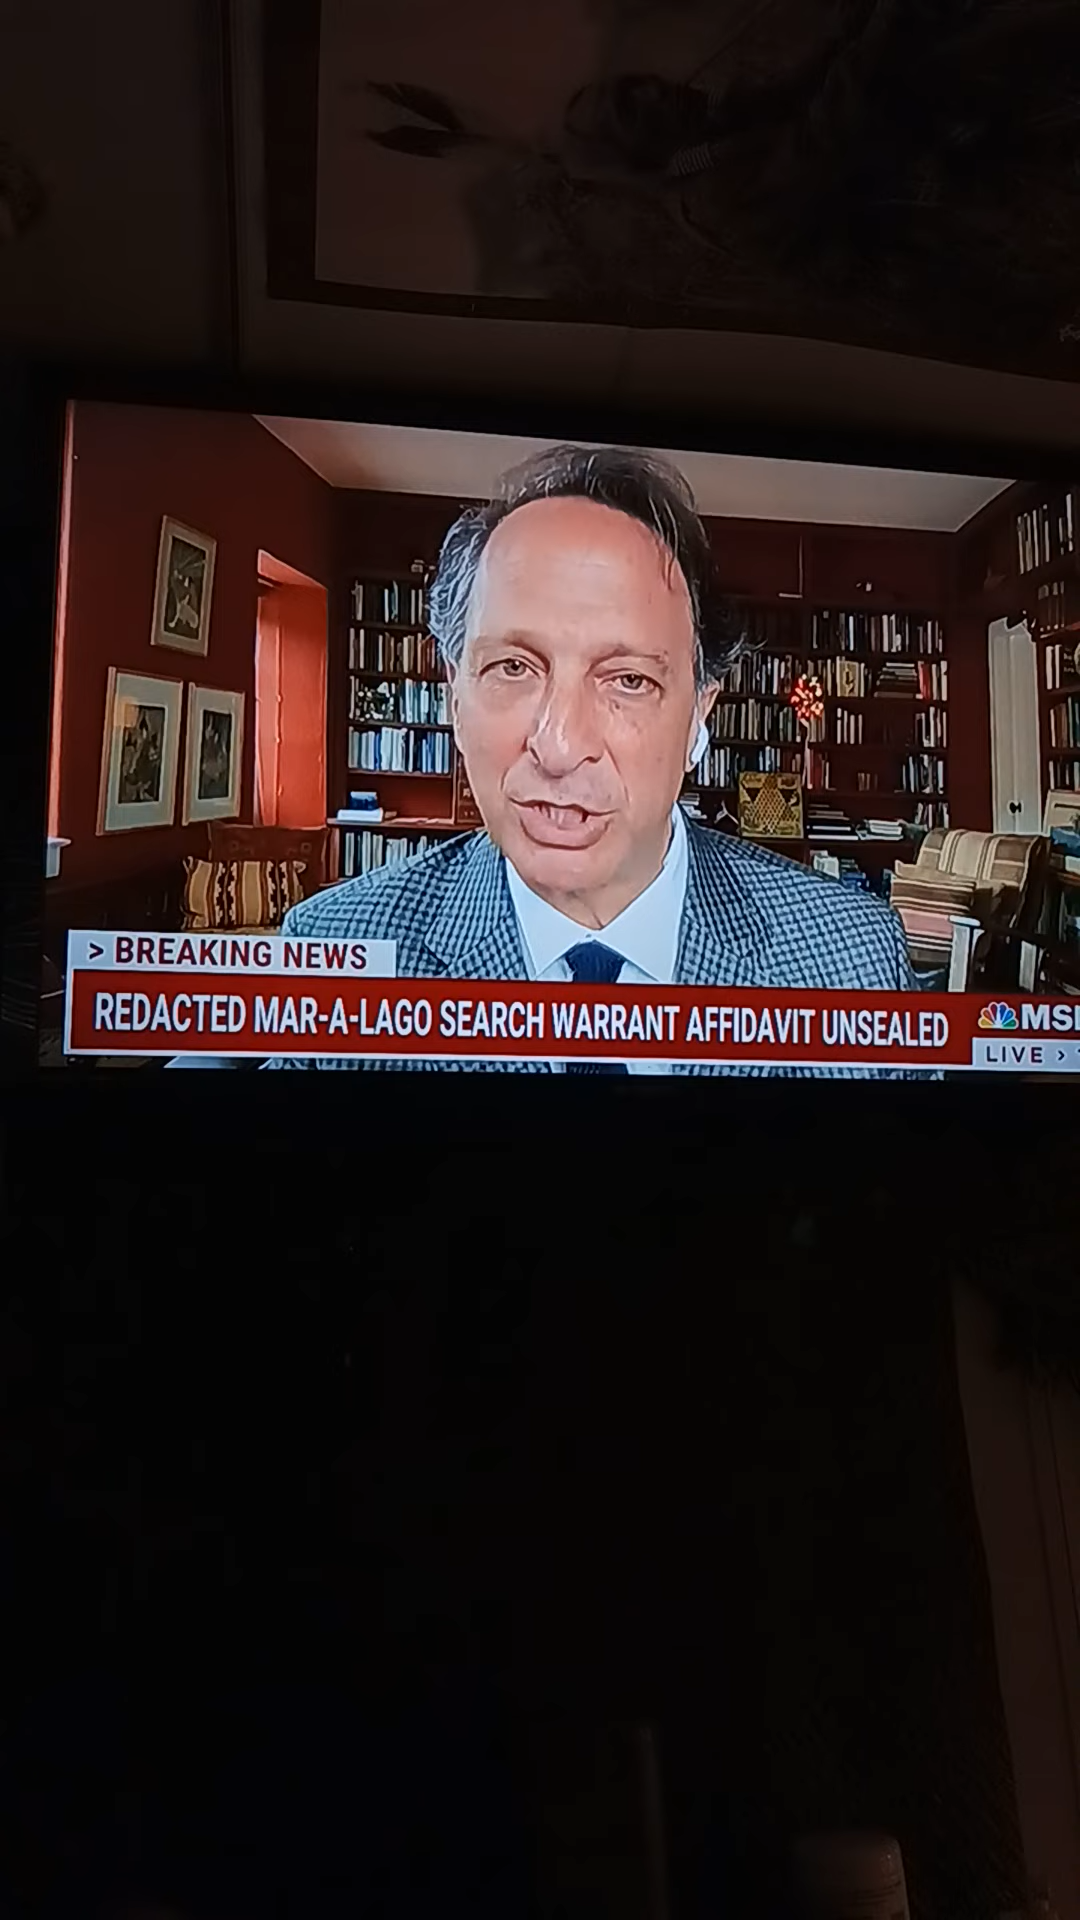 > BREAKING NEWS
REDACTED MAR-A-LAGO SEARCH WARRANT AFFIDAVIT UNSEALED
MS
LIVE >